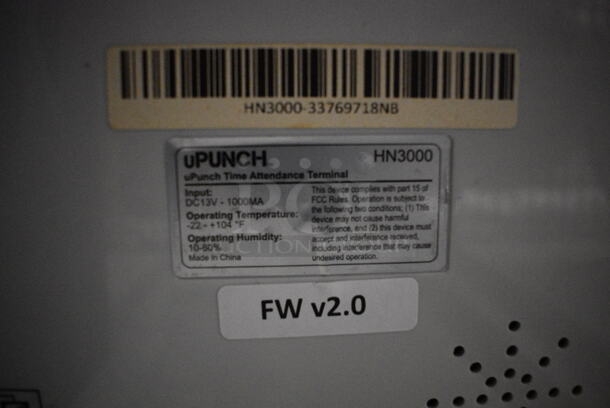 HN3000-33769718NB
uPUNCH HN3000
uPunch Time Attendance Terminal
Input:
DC13V - 1000MA
Operating Temperature:
-22 - +104 °F
Operating Humidity:
10-80%
Made in China
This device complies with part 15 of
FCC Rules. Operation is subject to
the following two conditions; (1) This
device may not cause harmful
interference, and (2) this device must
accept and interference received,
including interference that may cause
undesired operation.
FW v2.0